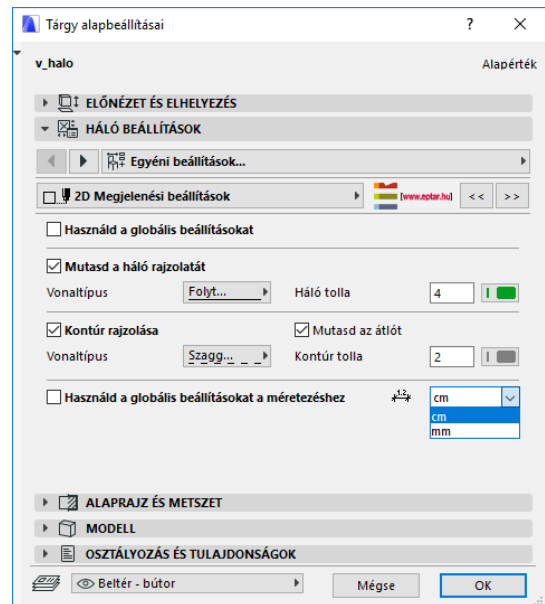 Tárgy alapbeállításai ? ×
v_halo Alapérték
ELŐNÉZET ÉS ELHELYEZÉS
HÁLÓ BEÁLLÍTÁSOK
Egyéni beállítások...
2D Megjelenési beállítások [www.eptar.hu] << >>
Használd a globális beállításokat
Mutasd a háló rajzolatát
Vonaltípus Folyt... Háló tolla 4
Kontúr rajzolása Mutasd az átlót
Vonaltípus Szagg... Kontúr tolla 2
Használd a globális beállításokat a méretezéshez 1.2 cm
cm
mm
ALAPRAJZ ÉS METSZET
MODELL
OSZTÁLYOZÁS ÉS TULAJDONSÁGOK
Beltér - bútor Mégse OK